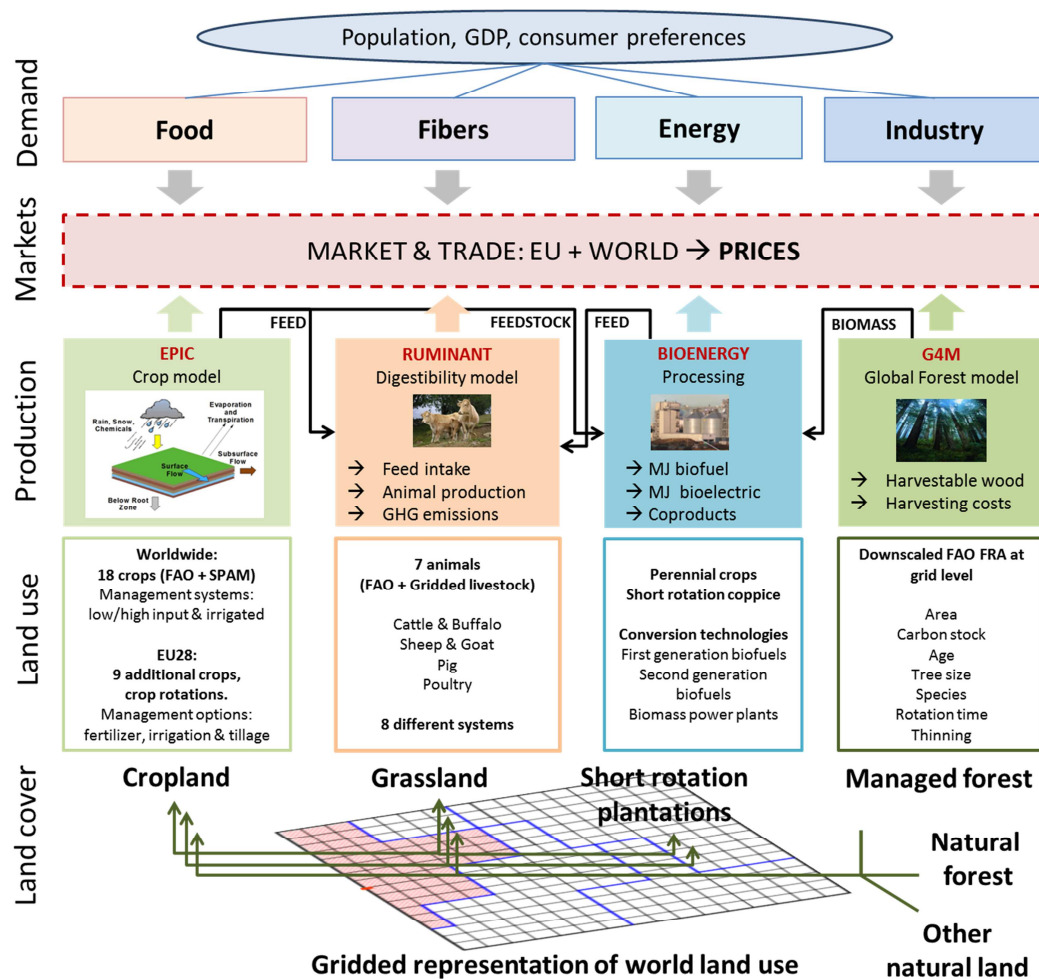 Population, GDP, consumer preferences
Demand
Food
Fibers
Energy
Industry
Markets
MARKET & TRADE: EU + WORLD → PRICES
FEED
FEEDSTOCK
FEED
BIOMASS
Production
EPIC
Crop model
Rain, Snow,
Chemicals
Evaporation
and
Transpiration
Subsurface
Flow
Surface
Flow
Below Root
Zone
RUMINANT
Digestibility model
→ Feed intake
→ Animal production
→ GHG emissions
BIOENERGY
Processing
→ MJ biofuel
→ MJ bioelectric
→ Coproducts
G4M
Global Forest model
→ Harvestable wood
→ Harvesting costs
Land use
Worldwide:
18 crops (FAO + SPAM)
Management systems:
low/high input & irrigated
EU28:
9 additional crops,
crop rotations.
Management options:
fertilizer, irrigation & tillage
7 animals
(FAO + Gridded livestock)
Cattle & Buffalo
Sheep & Goat
Pig
Poultry
8 different systems
Perennial crops
Short rotation coppice
Conversion technologies
First generation biofuels
Second generation
biofuels
Biomass power plants
Downscaled FAO FRA at
grid level
Area
Carbon stock
Age
Tree size
Species
Rotation time
Thinning
Land cover
Cropland
Grassland
Short rotation
plantations
Managed forest
Natural
forest
Other
natural land
Gridded representation of world land use